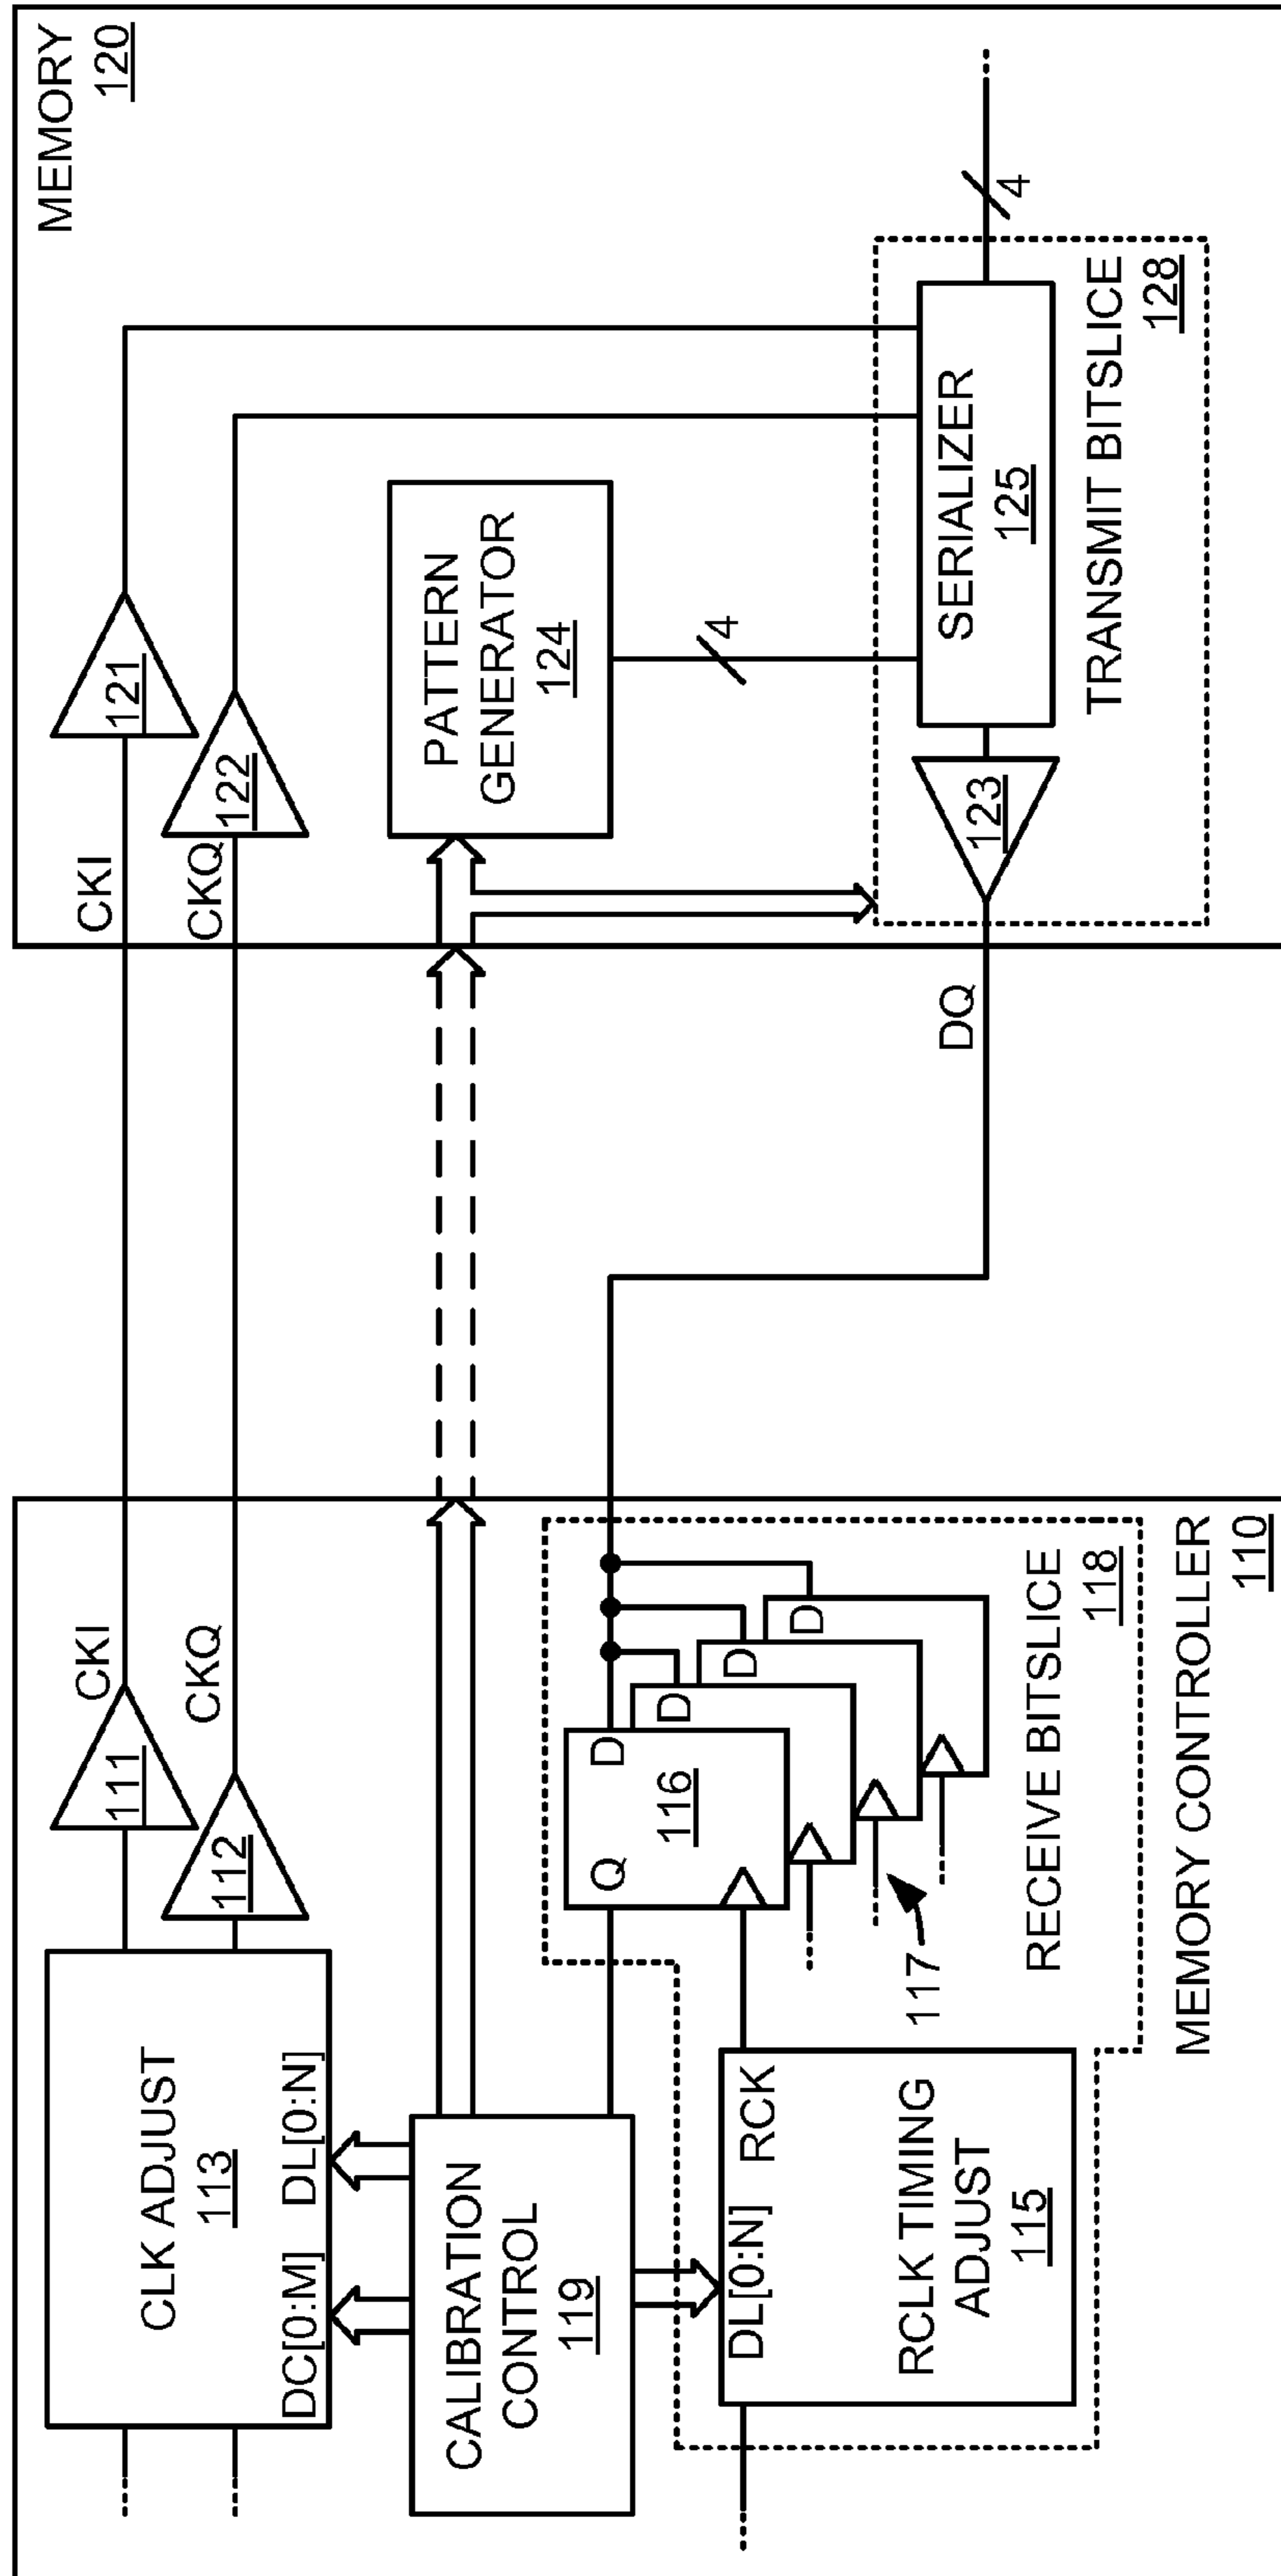 CLK ADJUST
113
DC[0:M]
DL[0:N]
111
CKI
112
CKQ
CALIBRATION
CONTROL
119
DL[0:N]
RCK
RCLK TIMING
ADJUST
115
Q
D
116
D
D
D
117
RECEIVE BITSLICE
118
MEMORY CONTROLLER
110
MEMORY
120
CKI
121
CKQ
122
PATTERN
GENERATOR
124
4
DQ
123
SERIALIZER
125
4
TRANSMIT BITSLICE
128